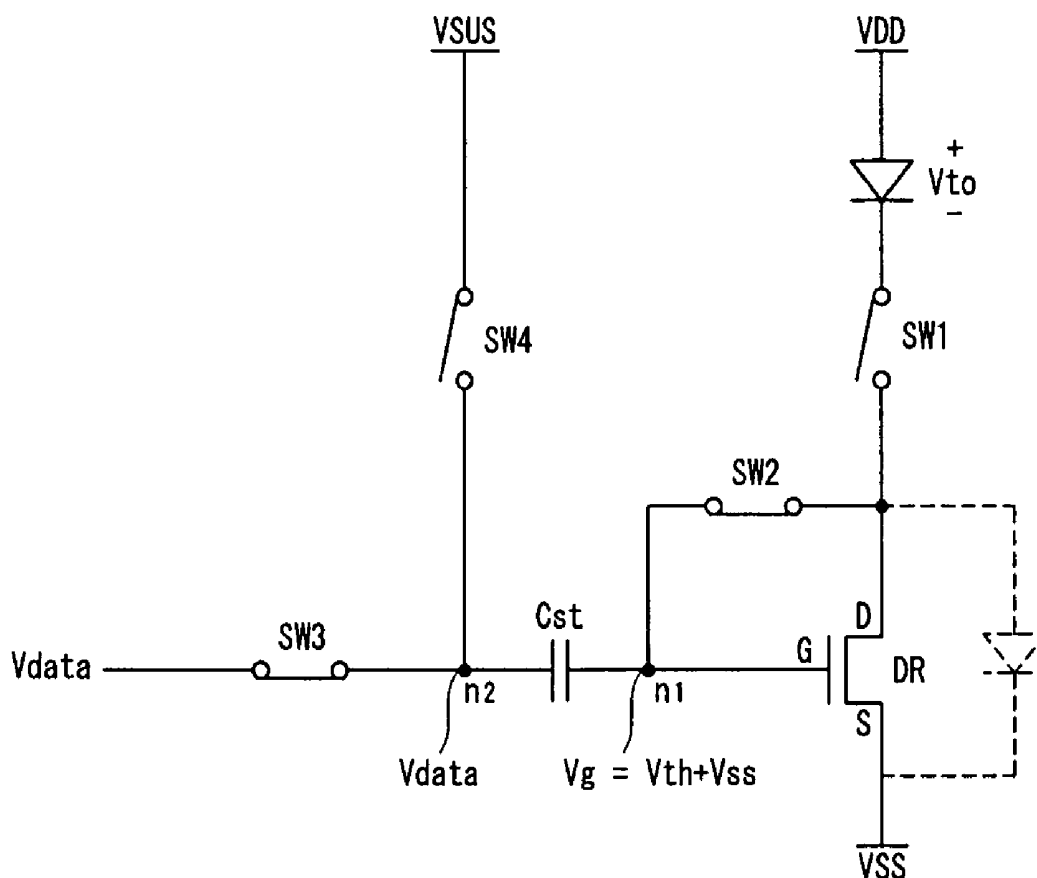 VSUS
VDD
+
Vto
-
SW4
SW1
SW2
Cst
SW3
D
G
DR
Vdata
n2
n1
S
Vdata
Vg = Vth+Vss
VSS